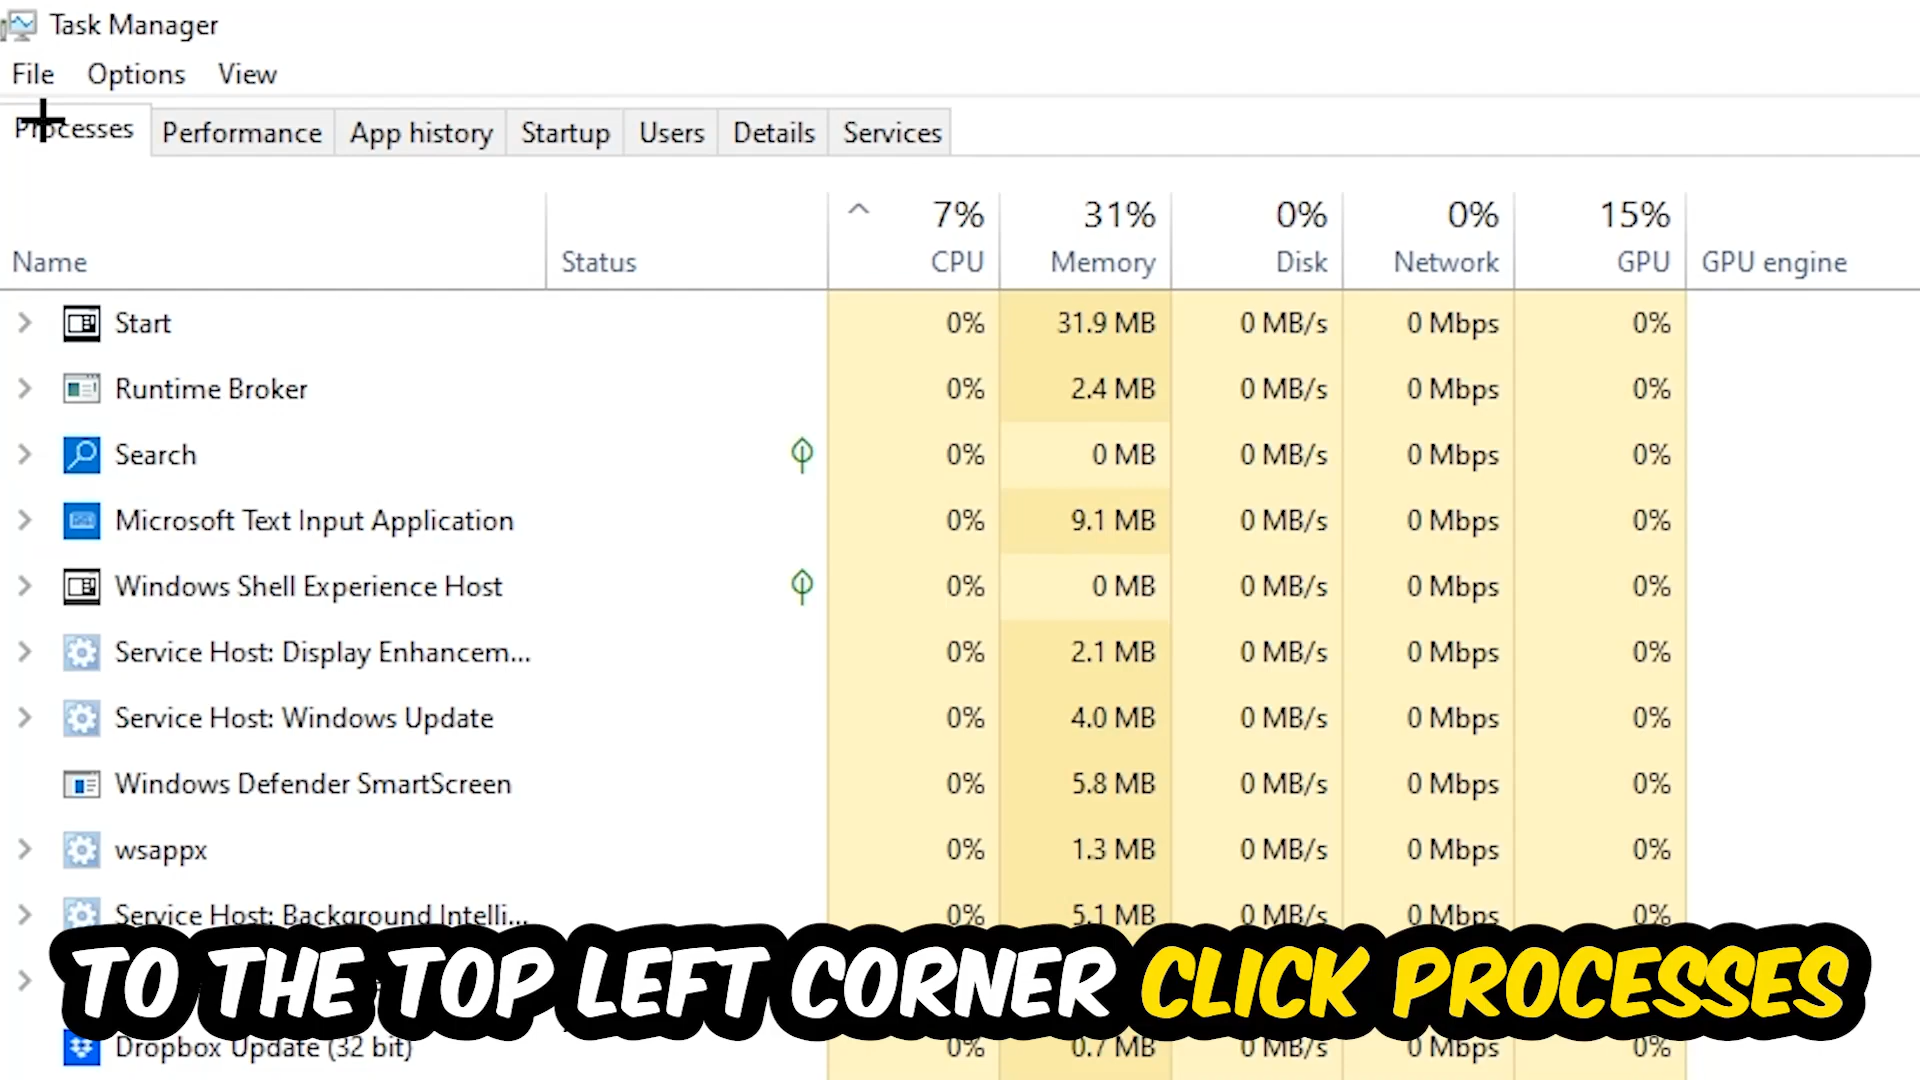 Task Manager
File Options View
Processes Performance App history Startup Users Details Services
7% 31% 0% 0% 15%
Name Status CPU Memory Disk Network GPU GPU engine
Start 0% 31.9 MB 0 MB/s 0 Mbps 0%
Runtime Broker 0% 2.4 MB 0 MB/s 0 Mbps 0%
Search 0% 0 MB 0 MB/s 0 Mbps 0%
Microsoft Text Input Application 0% 9.1 MB 0 MB/s 0 Mbps 0%
Windows Shell Experience Host 0% 0 MB 0 MB/s 0 Mbps 0%
Service Host: Display Enhancem... 0% 2.1 MB 0 MB/s 0 Mbps 0%
Service Host: Windows Update 0% 4.0 MB 0 MB/s 0 Mbps 0%
Windows Defender SmartScreen 0% 5.8 MB 0 MB/s 0 Mbps 0%
wsappx 0% 1.3 MB 0 MB/s 0 Mbps 0%
Service Host: Background Intelli... 0% 5.1 MB 0 MB/s 0 Mbps 0%
TO THE TOP LEFT CORNER CLICK PROCESSES
Dropbox Update (32 bit) 0% 0.7 MB 0 MB/s 0 Mbps 0%